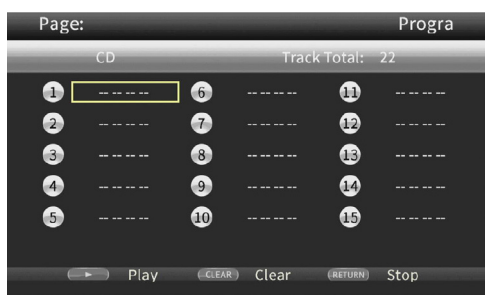 Page: Progra
CD Track Total: 22
1 -- -- -- -- 6 -- -- -- -- 11 -- -- -- --
2 -- -- -- -- 7 -- -- -- -- 12 -- -- -- --
3 -- -- -- -- 8 -- -- -- -- 13 -- -- -- --
4 -- -- -- -- 9 -- -- -- -- 14 -- -- -- --
5 -- -- -- -- 10 -- -- -- -- 15 -- -- -- --
Play CLEAR Clear RETURN Stop